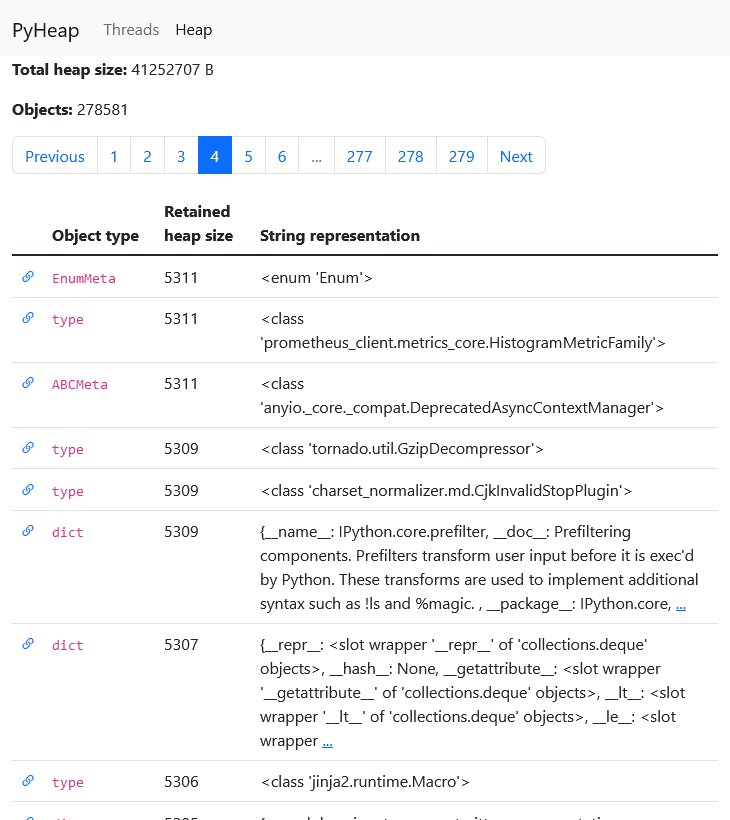 PyHeap Threads Heap
Total heap size: 41252707 B
Objects: 278581
Previous 1 2 3 4 5 6 ... 277 278 279 Next
Retained
Object type heap size String representation
EnumMeta 5311 <enum 'Enum'>
type 5311 <class
'prometheus_client.metrics_core.HistogramMetricFamily'>
ABCMeta 5311 <class
'anyio._core._compat.DeprecatedAsyncContextManager'>
type 5309 <class 'tornado.util.GzipDecompressor'>
type 5309 <class 'charset_normalizer.md.CjkInvalidStopPlugin'>
dict 5309 {__name__: IPython.core.prefilter, __doc__: Prefiltering
components. Prefilters transform user input before it is exec'd
by Python. These transforms are used to implement additional
syntax such as !ls and %magic. , __package__: IPython.core, ...
dict 5307 {__repr__: <slot wrapper '__repr__' of 'collections.deque'
objects>, __hash__: None, __getattribute__: <slot wrapper
'__getattribute__' of 'collections.deque' objects>, __lt__: <slot
wrapper '__lt__' of 'collections.deque' objects>, __le__: <slot
wrapper ...
type 5306 <class 'jinja2.runtime.Macro'>